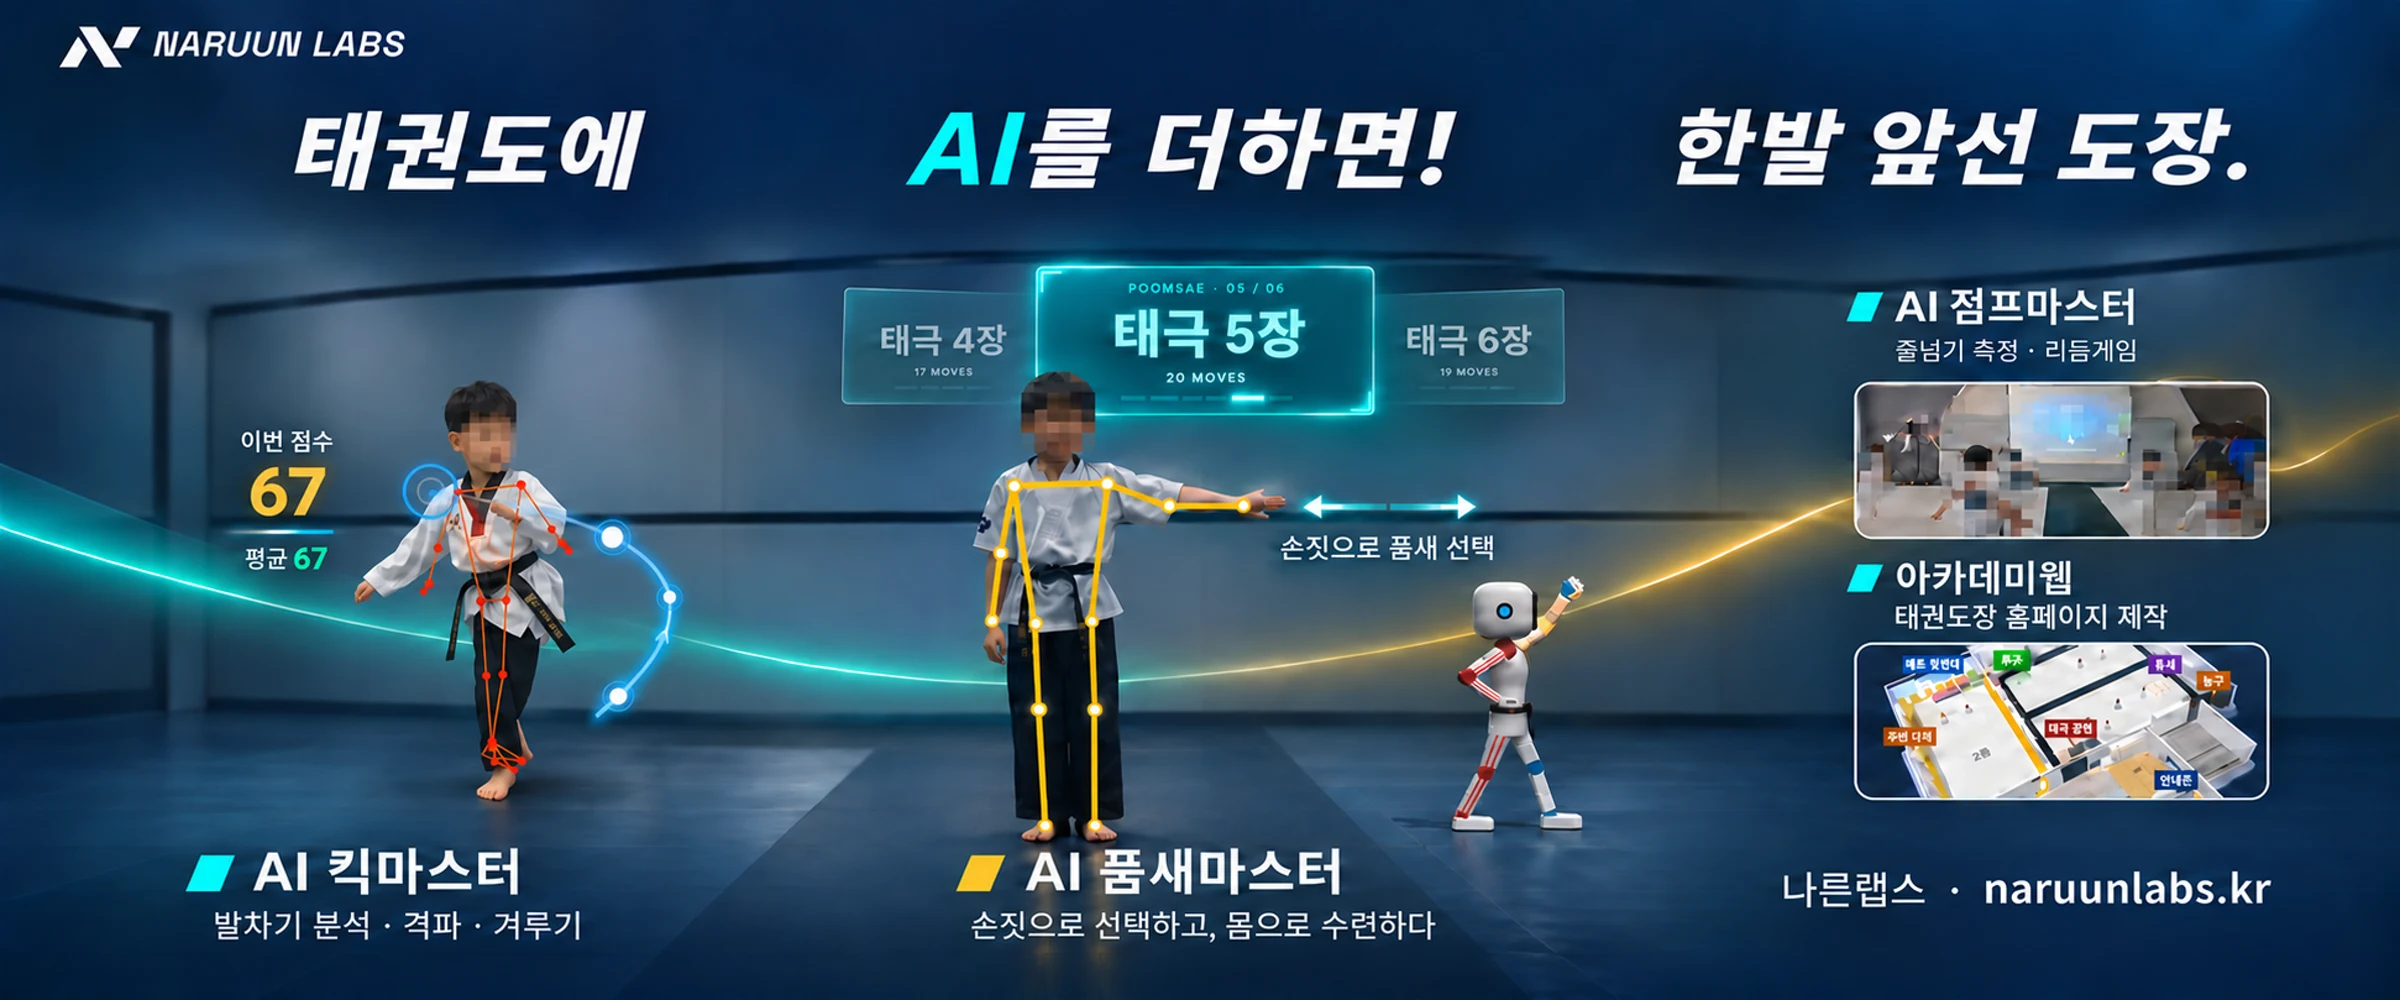 NARUUN LABS
태권도에
AI를 더하면!
한발 앞선 도장.
이번 점수
67
평균 67
태극 4장
17 MOVES
POOMSAE · 05 / 06
태극 5장
20 MOVES
태극 6장
19 MOVES
손짓으로 품새 선택
AI 킥마스터
발차기 분석 · 격파 · 겨루기
AI 품새마스터
손짓으로 선택하고, 몸으로 수련하다
AI 점프마스터
줄넘기 측정 · 리듬게임
아카데미웹
태권도장 홈페이지 제작
2층
나른랩스 · naruunlabs.kr